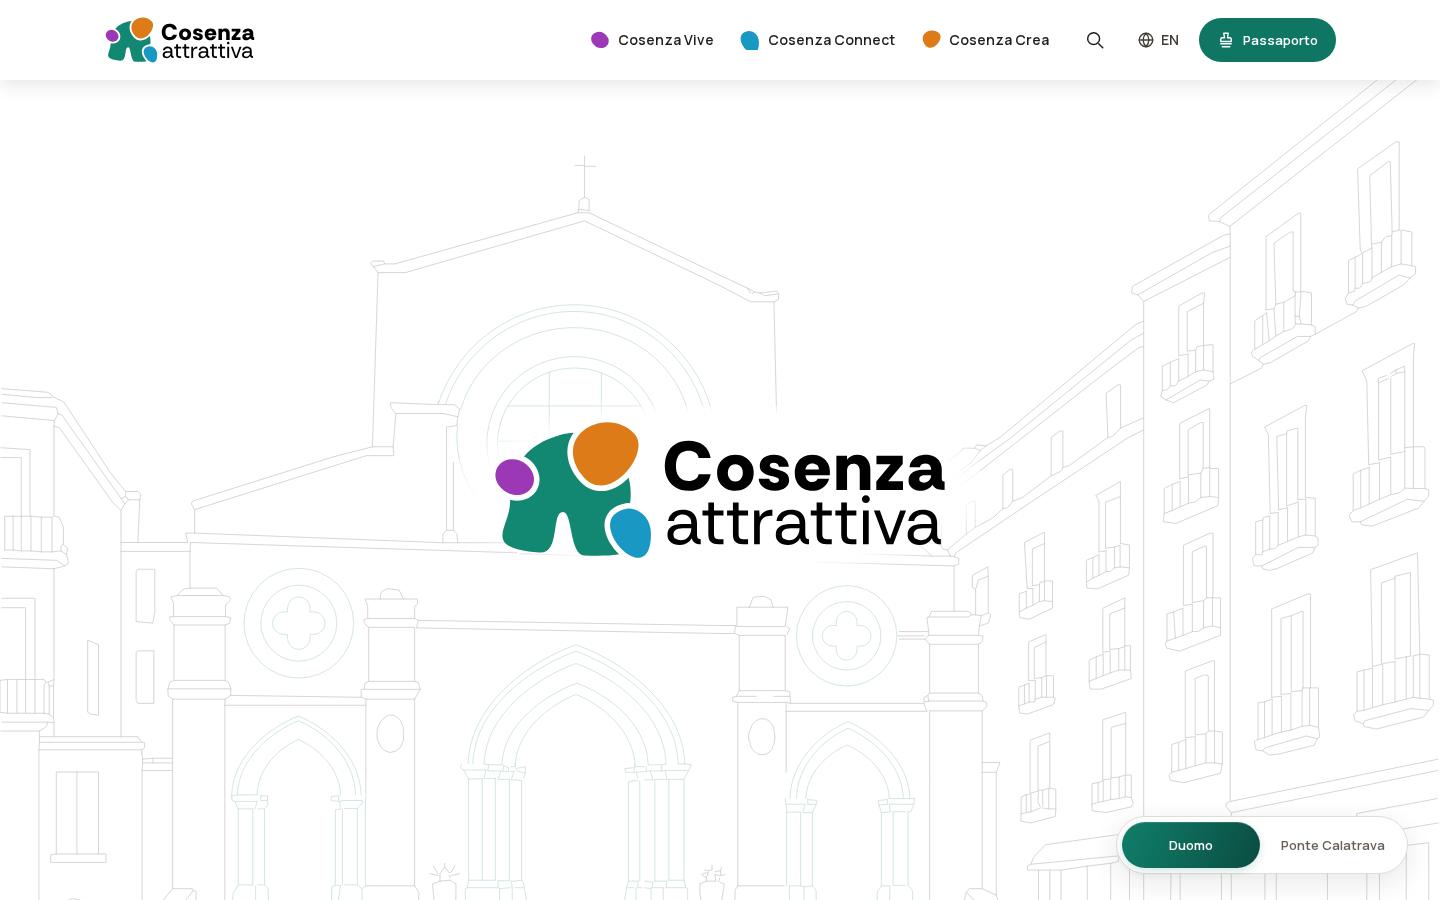 Cosenza
attrattiva
Cosenza Vive
Cosenza Connect
Cosenza Crea
EN
Passaporto
Cosenza
attrattiva
Duomo
Ponte Calatrava